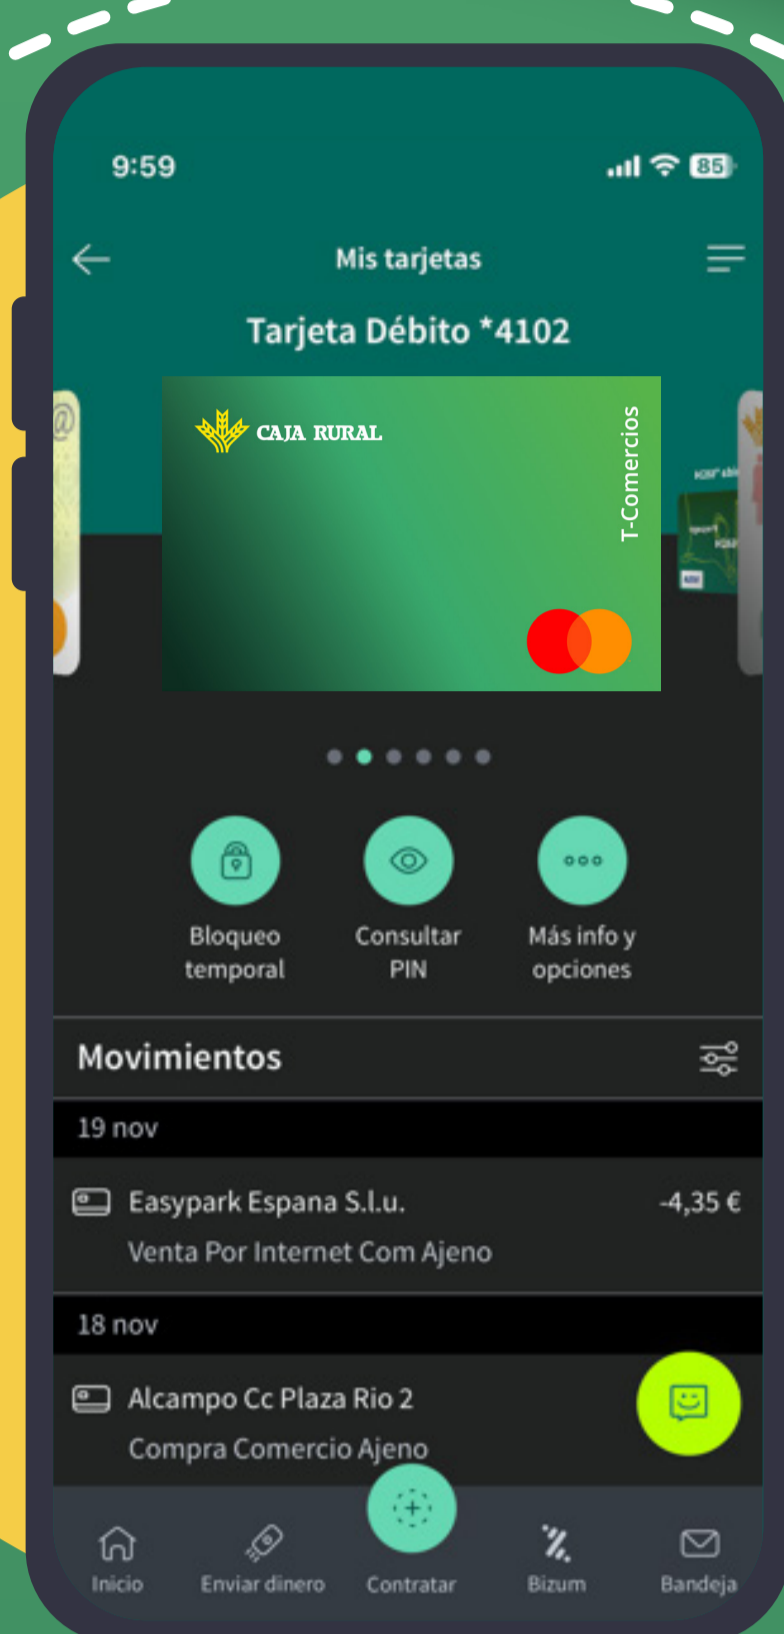 9:59
85
Mis tarjetas
Tarjeta Débito *4102
@
CAJA RURAL
T-Comercios
Bloqueo
temporal
Consultar
PIN
Más info y
opciones
Movimientos
19 nov
Easypark Espana S.l.u.
-4,35 €
Venta Por Internet Com Ajeno
18 nov
Alcampo Cc Plaza Rio 2
Compra Comercio Ajeno
Inicio
Enviar dinero
Contratar
Bizum
Bandeja